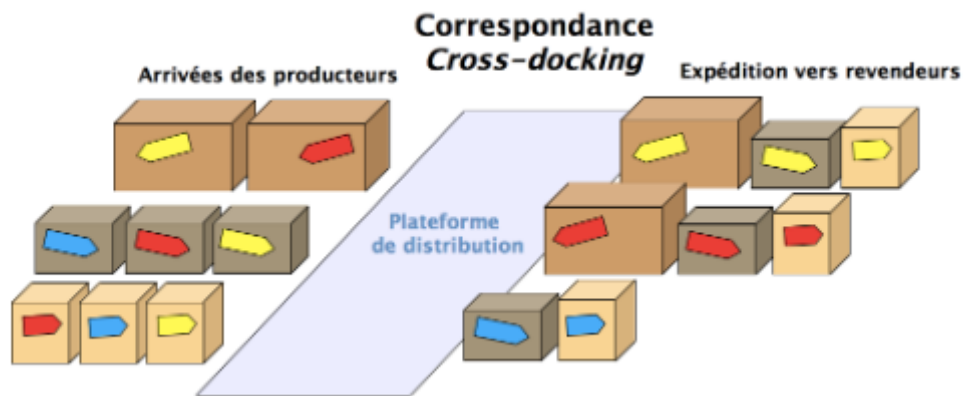 Correspondance
Cross-docking
Arrivées des producteurs
Expédition vers revendeurs
Plateforme
de distribution